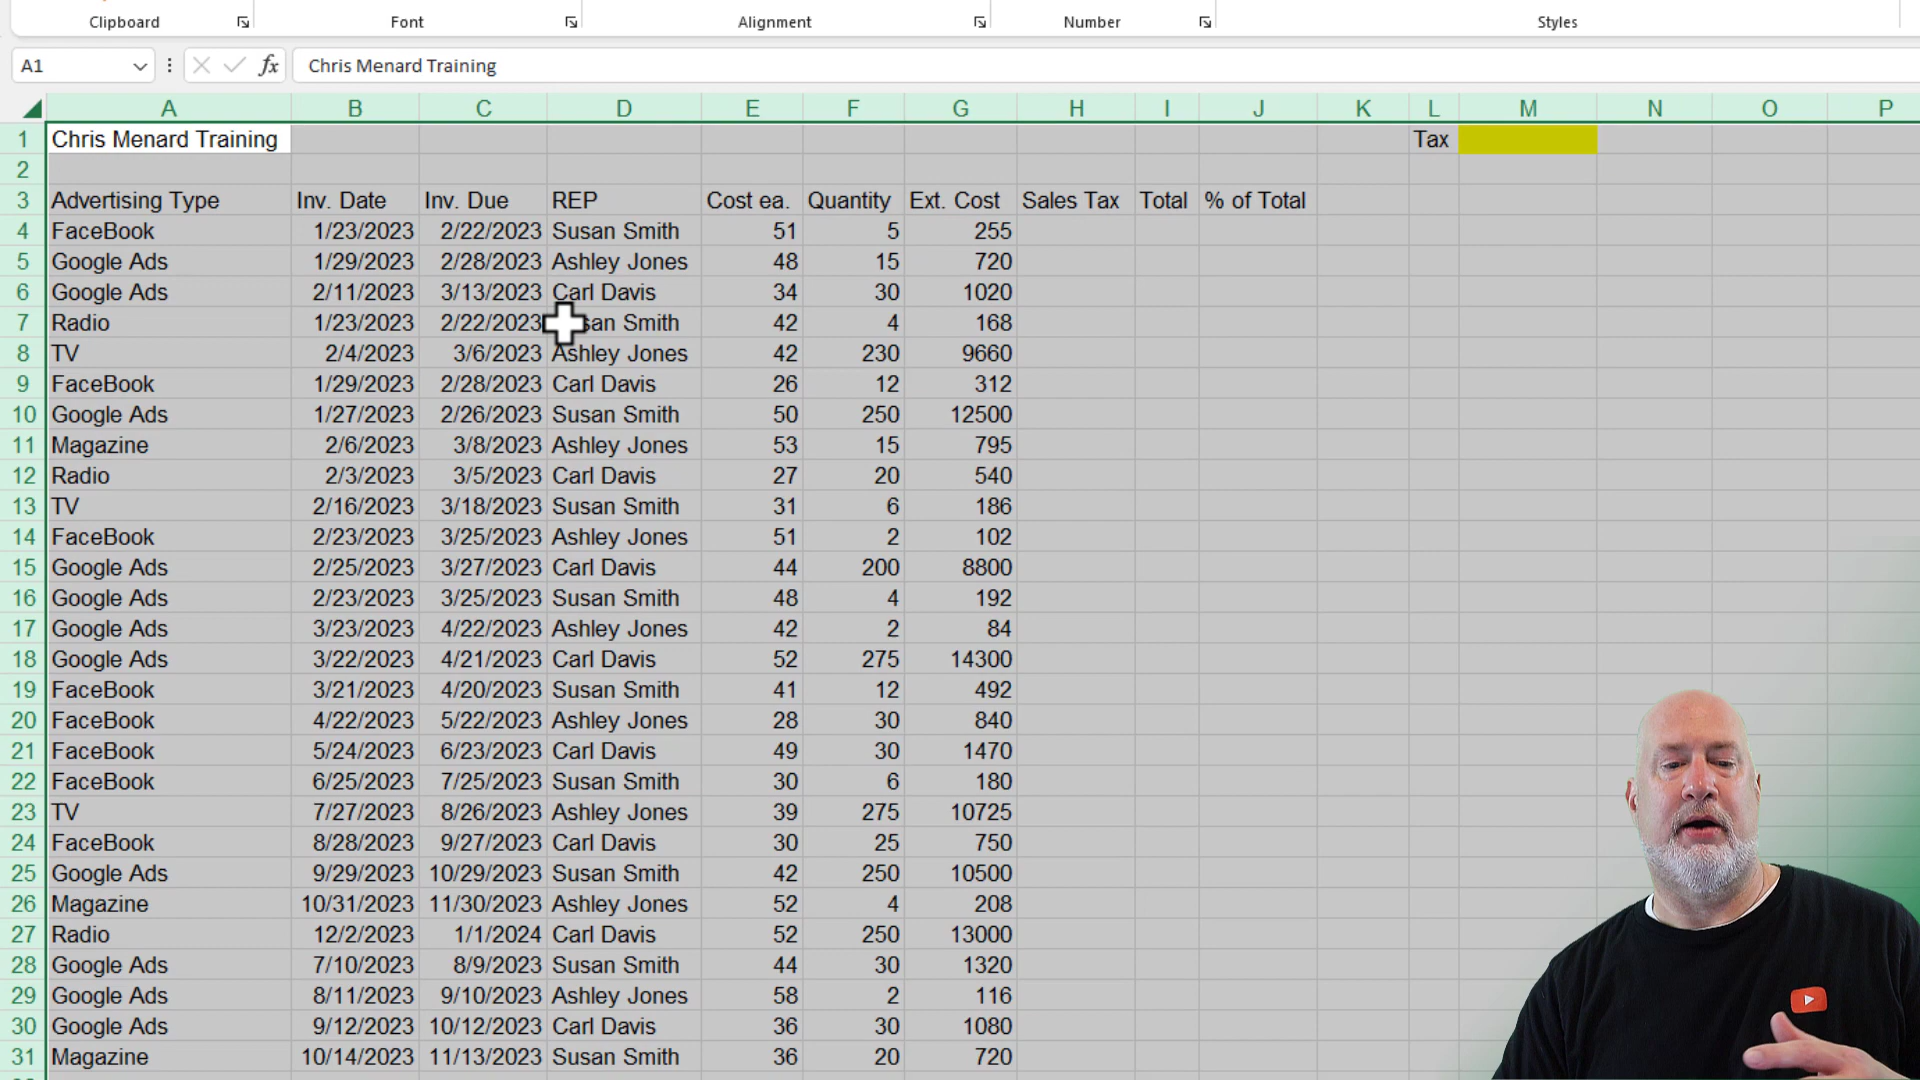 Clipboard Font Alignment Number Styles
A1 fx Chris Menard Training
A B C D E F G H I J K L M N O P
1 Chris Menard Training Tax
2
3 Advertising Type Inv. Date Inv. Due REP Cost ea. Quantity Ext. Cost Sales Tax Total % of Total
4 FaceBook 1/23/2023 2/22/2023 Susan Smith 51 5 255
5 Google Ads 1/29/2023 2/28/2023 Ashley Jones 48 15 720
6 Google Ads 2/11/2023 3/13/2023 Carl Davis 34 30 1020
7 Radio 1/23/2023 2/22/2023 Smith 42 4 168
8 TV 2/4/2023 3/6/2023 Ashley Jones 42 230 9660
9 FaceBook 1/29/2023 2/28/2023 Carl Davis 26 12 312
10 Google Ads 1/27/2023 2/26/2023 Susan Smith 50 250 12500
11 Magazine 2/6/2023 3/8/2023 Ashley Jones 53 15 795
12 Radio 2/3/2023 3/5/2023 Carl Davis 27 20 540
13 TV 2/16/2023 3/18/2023 Susan Smith 31 6 186
14 FaceBook 2/23/2023 3/25/2023 Ashley Jones 51 2 102
15 Google Ads 2/25/2023 3/27/2023 Carl Davis 44 200 8800
16 Google Ads 2/23/2023 3/25/2023 Susan Smith 48 4 192
17 Google Ads 3/23/2023 4/22/2023 Ashley Jones 42 2 84
18 Google Ads 3/22/2023 4/21/2023 Carl Davis 52 275 14300
19 FaceBook 3/21/2023 4/20/2023 Susan Smith 41 12 492
20 FaceBook 4/22/2023 5/22/2023 Ashley Jones 28 30 840
21 FaceBook 5/24/2023 6/23/2023 Carl Davis 49 30 1470
22 FaceBook 6/25/2023 7/25/2023 Susan Smith 30 6 180
23 TV 7/27/2023 8/26/2023 Ashley Jones 39 275 10725
24 FaceBook 8/28/2023 9/27/2023 Carl Davis 30 25 750
25 Google Ads 9/29/2023 10/29/2023 Susan Smith 42 250 10500
26 Magazine 10/31/2023 11/30/2023 Ashley Jones 52 4 208
27 Radio 12/2/2023 1/1/2024 Carl Davis 52 250 13000
28 Google Ads 7/10/2023 8/9/2023 Susan Smith 44 30 1320
29 Google Ads 8/11/2023 9/10/2023 Ashley Jones 58 2 116
30 Google Ads 9/12/2023 10/12/2023 Carl Davis 36 30 1080
31 Magazine 10/14/2023 11/13/2023 Susan Smith 36 20 720